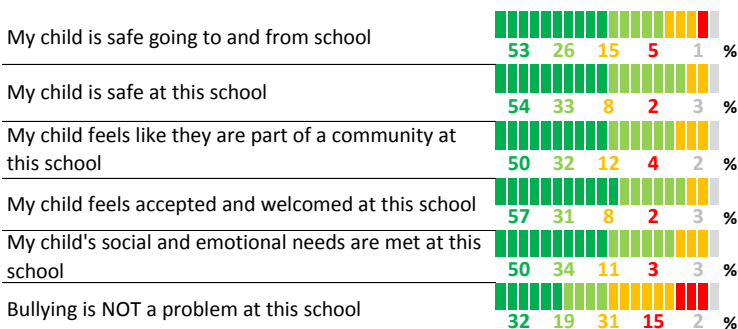 My child is safe going to and from school
53 26 15 5 1 %
My child is safe at this school
54 33 8 2 3 %
My child feels like they are part of a community at
this school
50 32 12 4 2 %
My child feels accepted and welcomed at this school
57 31 8 2 3 %
My child's social and emotional needs are met at this
school
50 34 11 3 3 %
Bullying is NOT a problem at this school
32 19 31 15 2 %